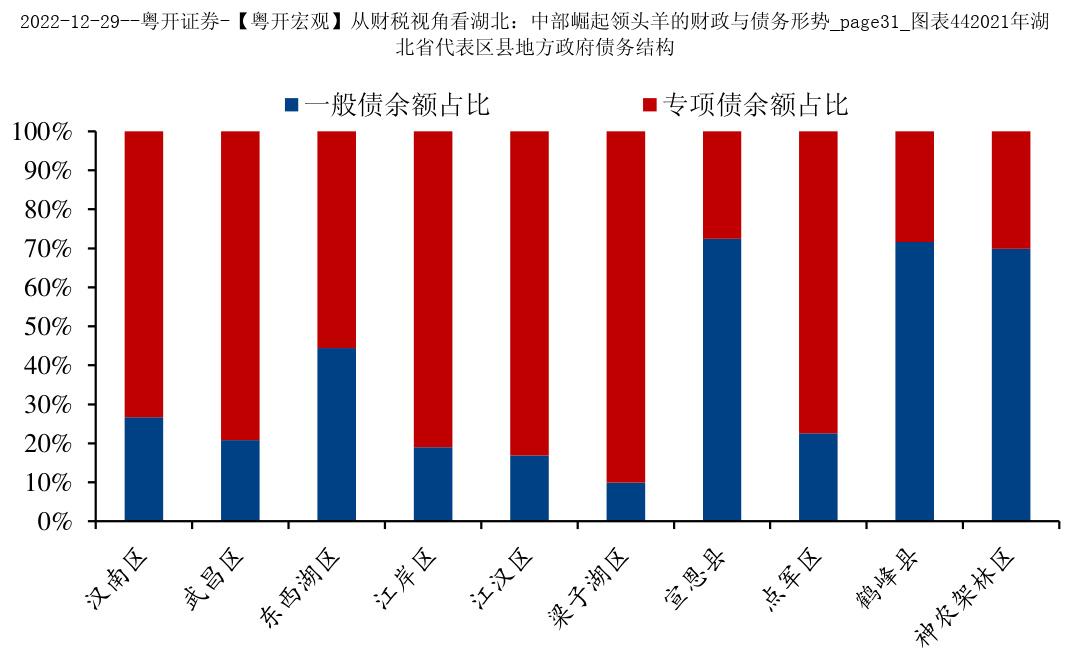 2022-12-29--粤开证券-【粤开宏观】从财税视角看湖北：中部崛起领头羊的财政与债务形势_page31_图表442021年湖
北省代表区县地方政府债务结构
一般债余额占比 专项债余额占比
100%
90%
80%
70%
60%
50%
40%
30%
20%
10%
0%
汉南区 武昌区 东西湖区 江岸区 江汉区 梁子湖区 宣恩县 点军区 鹤峰县 神农架林区